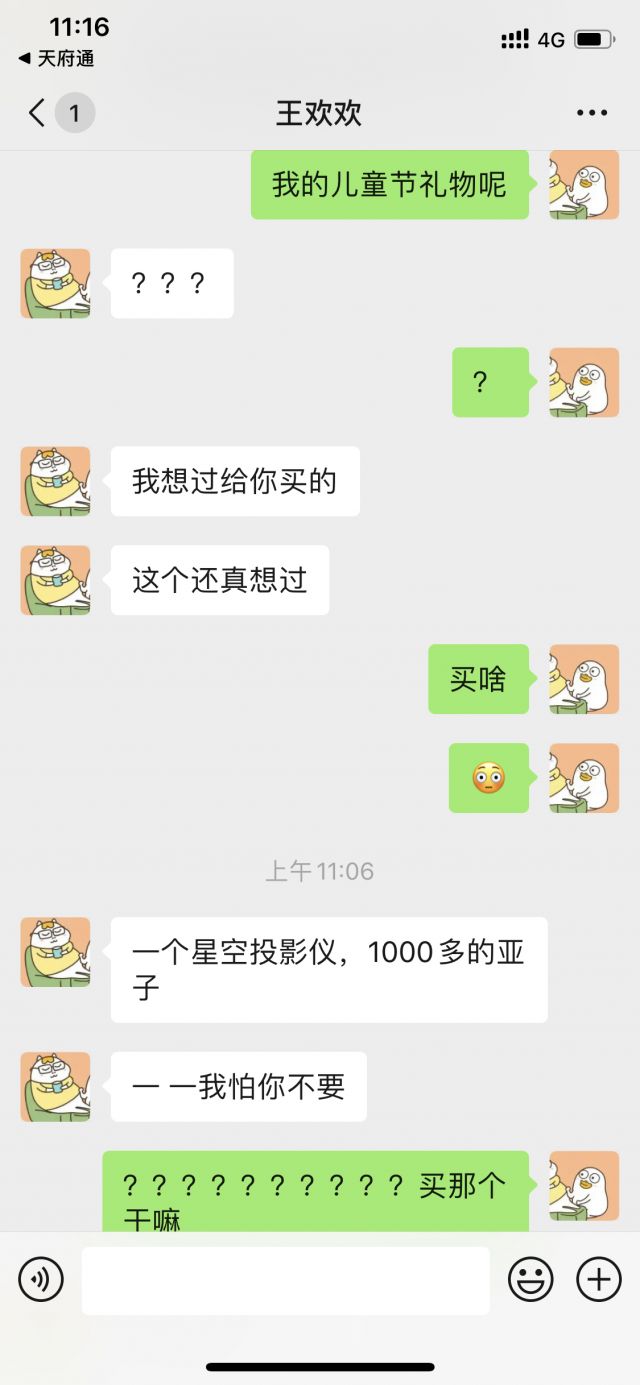 11:16
4G
◀ 天府通
1
王欢欢
我的儿童节礼物呢
？？？
？
我想过给你买的
这个还真想过
买啥
😳
上午 11:06
一个星空投影仪，1000多的亚
子
一 一我怕你不要
？？？？？？？？？？买那个
干嘛